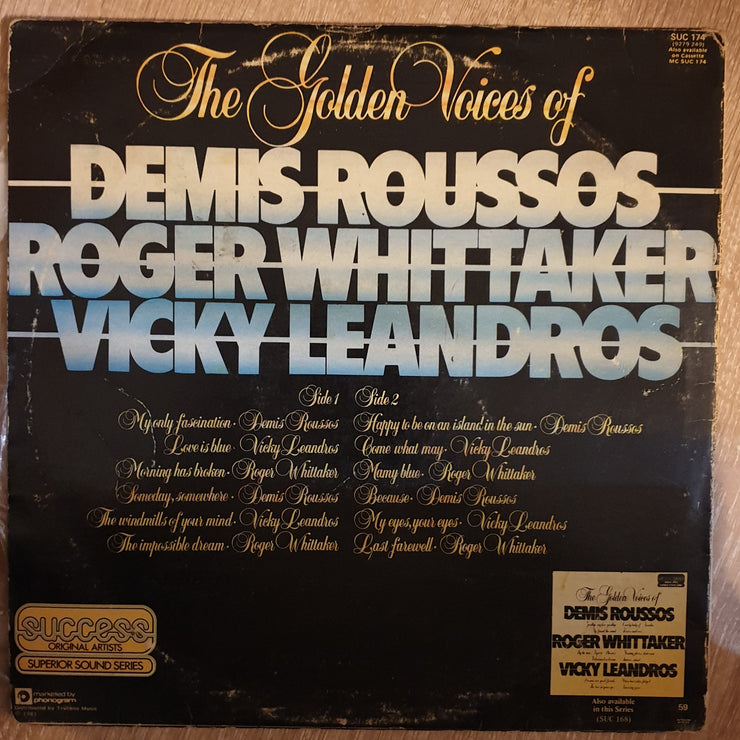 SUC 174
(9279 249)
Also available
on Cassette
MC SUC 174
The Golden Voices of
DEMIS ROUSSOS
ROGER WHITTAKER
VICKY LEANDROS
Side 1
My only fascination · Demis Roussos
Love is blue · Vicky Leandros
Morning has broken · Roger Whittaker
Someday, somewhere · Demis Roussos
The windmills of your mind · Vicky Leandros
The impossible dream · Roger Whittaker
Side 2
Happy to be on an island in the sun · Demis Roussos
Come what may · Vicky Leandros
Mamy blue · Roger Whittaker
Because · Demis Roussos
My eyes, your eyes · Vicky Leandros
Last farewell · Roger Whittaker
success
ORIGINAL ARTISTS
SUPERIOR SOUND SERIES
marketed by
phonogram
Distributed by Trutone Music
The Golden Voices of
DEMIS ROUSSOS
ROGER WHITTAKER
VICKY LEANDROS
Also available
in this Series
(SUC 168)
59